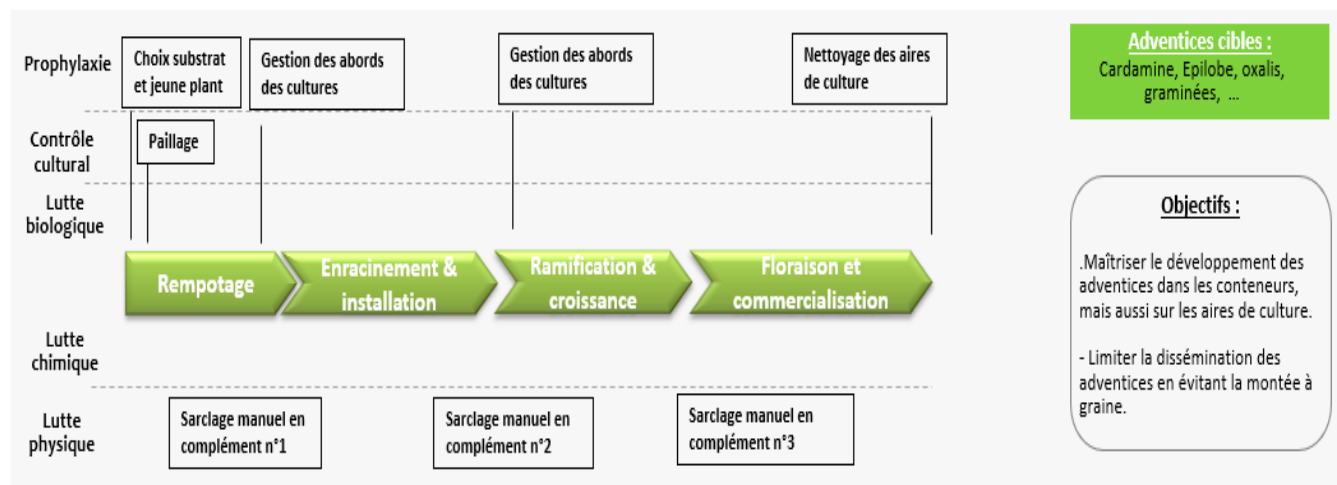 Prophylaxie
Choix substrat
et jeune plant
Gestion des abords
des cultures
Gestion des abords
des cultures
Nettoyage des aires
de culture
Contrôle
cultural
Paillage
Lutte
biologique
Rempotage
Enracinement &
installation
Ramification &
croissance
Floraison et
commercialisation
Lutte
chimique
Lutte
physique
Sarclage manuel en
complément n°1
Sarclage manuel en
complément n°2
Sarclage manuel en
complément n°3
Adventices cibles :
Cardamine, Epilobe, oxalis,
graminées, ...
Objectifs :
.Maîtriser le développement des
adventices dans les conteneurs,
mais aussi sur les aires de culture.
- Limiter la dissémination des
adventices en évitant la montée à
graine.